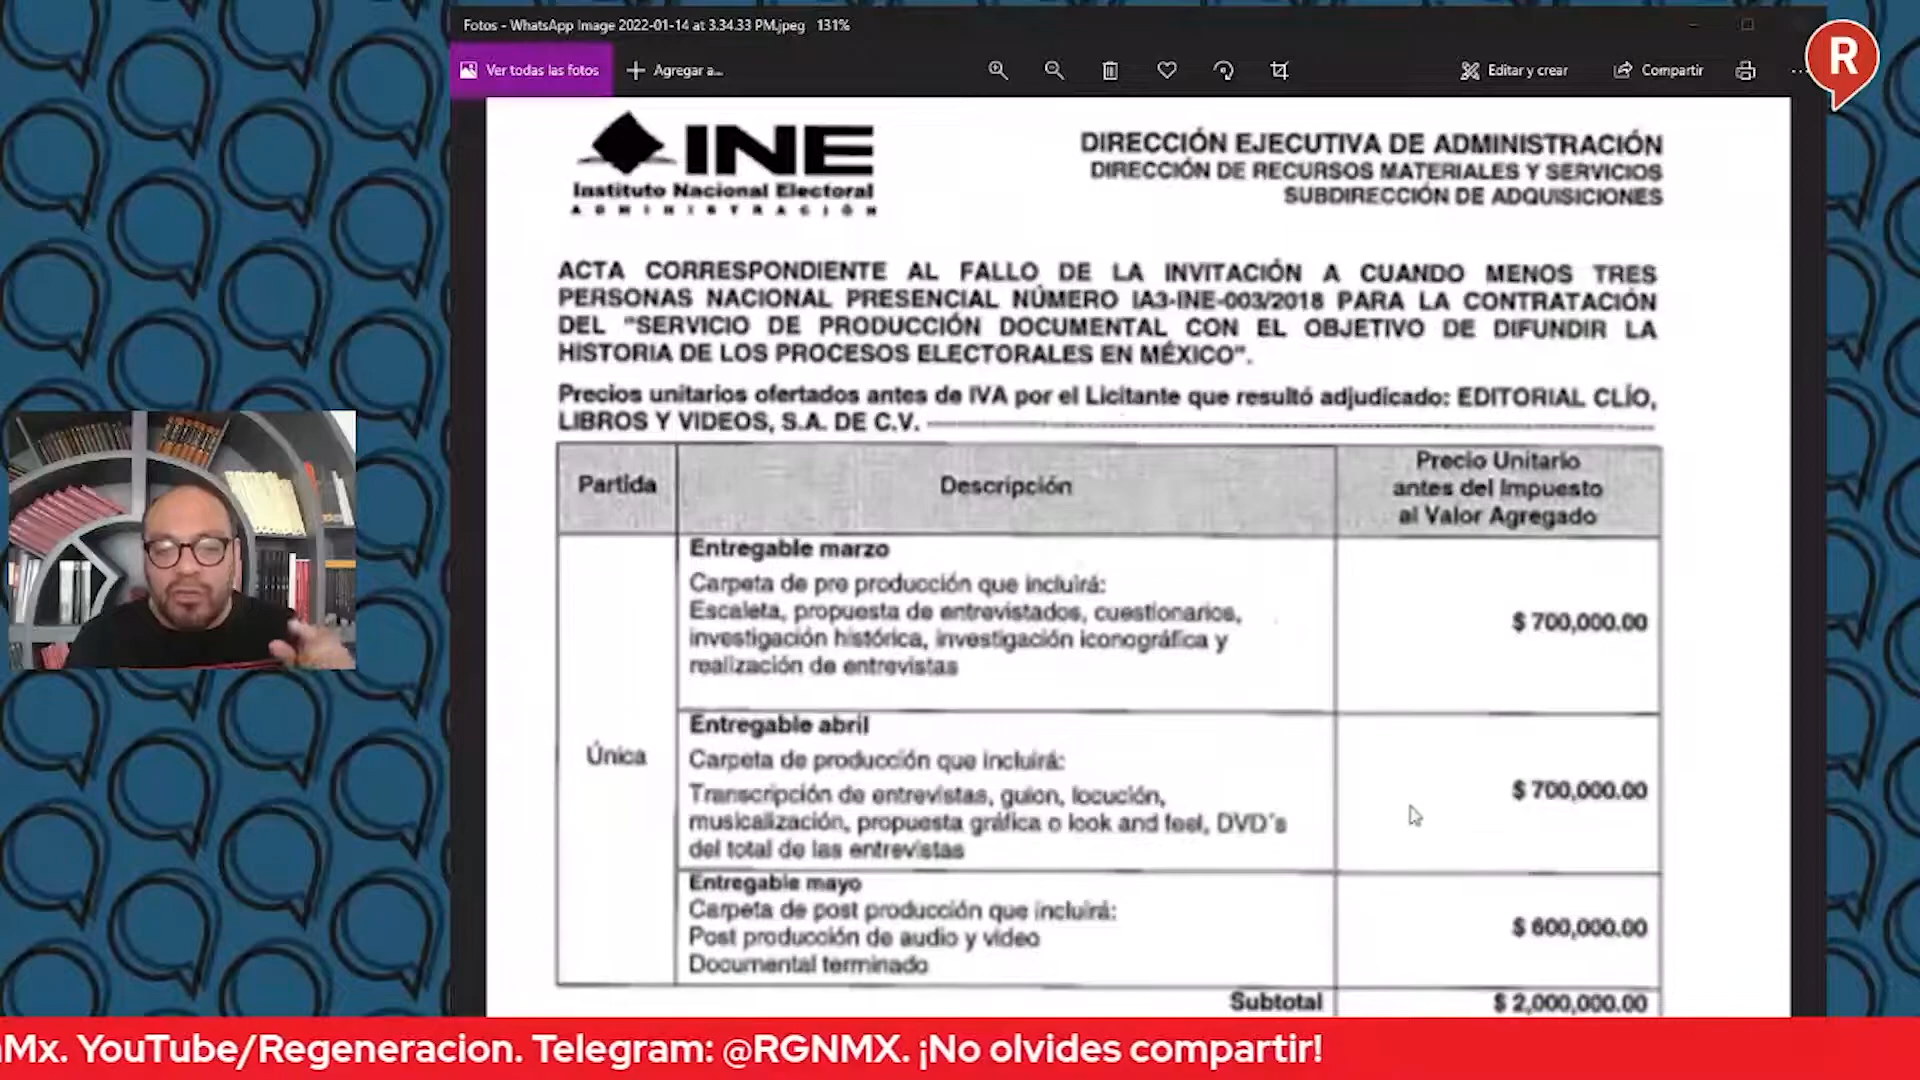 Fotos - WhatsApp Image 2022-01-14 at 3.34.33 PM.jpeg   131%
Ver todas las fotos
Agregar a...
Editar y crear
Compartir
R
INE
Instituto Nacional Electoral
ADMINISTRACIÓN
DIRECCIÓN EJECUTIVA DE ADMINISTRACIÓN
DIRECCIÓN DE RECURSOS MATERIALES Y SERVICIOS
SUBDIRECCIÓN DE ADQUISICIONES
ACTA CORRESPONDIENTE AL FALLO DE LA INVITACIÓN A CUANDO MENOS TRES
PERSONAS NACIONAL PRESENCIAL NÚMERO IA3-INE-003/2018 PARA LA CONTRATACIÓN
DEL "SERVICIO DE PRODUCCIÓN DOCUMENTAL CON EL OBJETIVO DE DIFUNDIR LA
HISTORIA DE LOS PROCESOS ELECTORALES EN MÉXICO".
Precios unitarios ofertados antes de IVA por el Licitante que resultó adjudicado: EDITORIAL CLÍO,
LIBROS Y VIDEOS, S.A. DE C.V.
Partida
Descripción
Precio Unitario
antes del Impuesto
al Valor Agregado
Única
Entregable marzo
Carpeta de pre producción que incluirá:
Escaleta, propuesta de entrevistados, cuestionarios,
investigación histórica, investigación iconográfica y
realización de entrevistas
$ 700,000.00
Entregable abril
Carpeta de producción que incluirá:
Transcripción de entrevistas, guion, locución,
musicalización, propuesta gráfica o look and feel, DVD´s
del total de las entrevistas
$ 700,000.00
Entregable mayo
Carpeta de post producción que incluirá:
Post producción de audio y video
Documental terminado
$ 600,000.00
Subtotal
$ 2,000,000.00
Mx. YouTube/Regeneracion. Telegram: @RGNMX. ¡No olvides compartir!